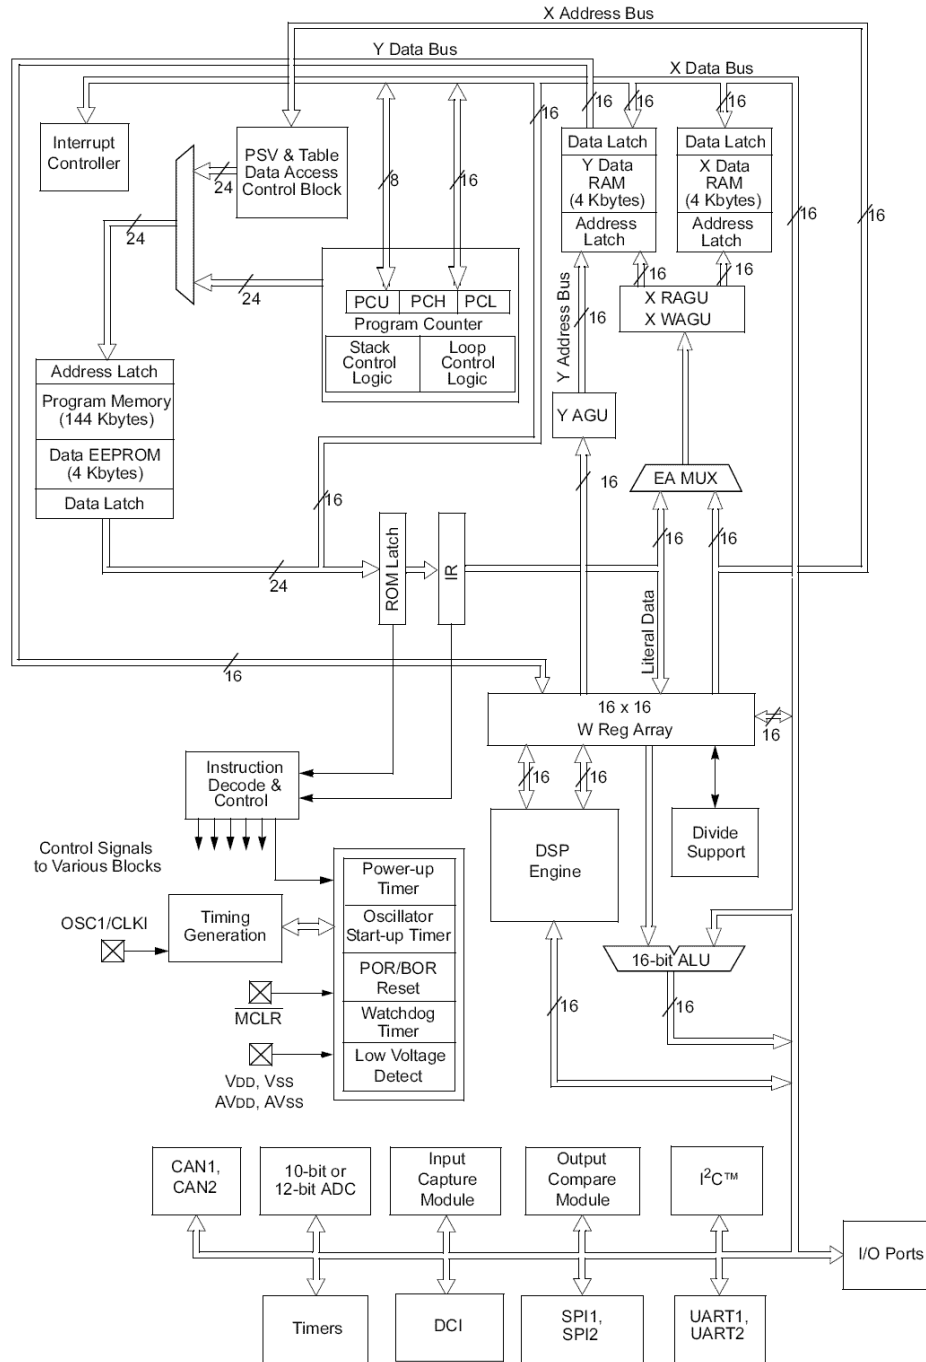 X Address Bus
Y Data Bus
X Data Bus
16
16
16
16
Interrupt
Controller
PSV & Table
Data Access
Control Block
24
24
8
16
Data Latch
Y Data
RAM
(4 Kbytes)
Address
Latch
Data Latch
X Data
RAM
(4 Kbytes)
Address
Latch
16
16
24
16
16
X RAGU
X WAGU
PCU
PCH
PCL
Program Counter
Stack
Control
Logic
Loop
Control
Logic
Y Address Bus
16
Address Latch
Program Memory
(144 Kbytes)
Data EEPROM
(4 Kbytes)
Data Latch
Y AGU
EA MUX
16
16
16
16
24
ROM Latch
IR
Literal Data
16
16 x 16
W Reg Array
16
16
16
Instruction
Decode &
Control
Control Signals
to Various Blocks
DSP
Engine
Divide
Support
Power-up
Timer
Oscillator
Start-up Timer
POR/BOR
Reset
Watchdog
Timer
Low Voltage
Detect
OSC1/CLKI
Timing
Generation
MCLR
VDD, VSS
AVDD, AVSS
16-bit ALU
16
16
CAN1,
CAN2
10-bit or
12-bit ADC
Input
Capture
Module
Output
Compare
Module
I²C™
I/O Ports
Timers
DCI
SPI1,
SPI2
UART1,
UART2